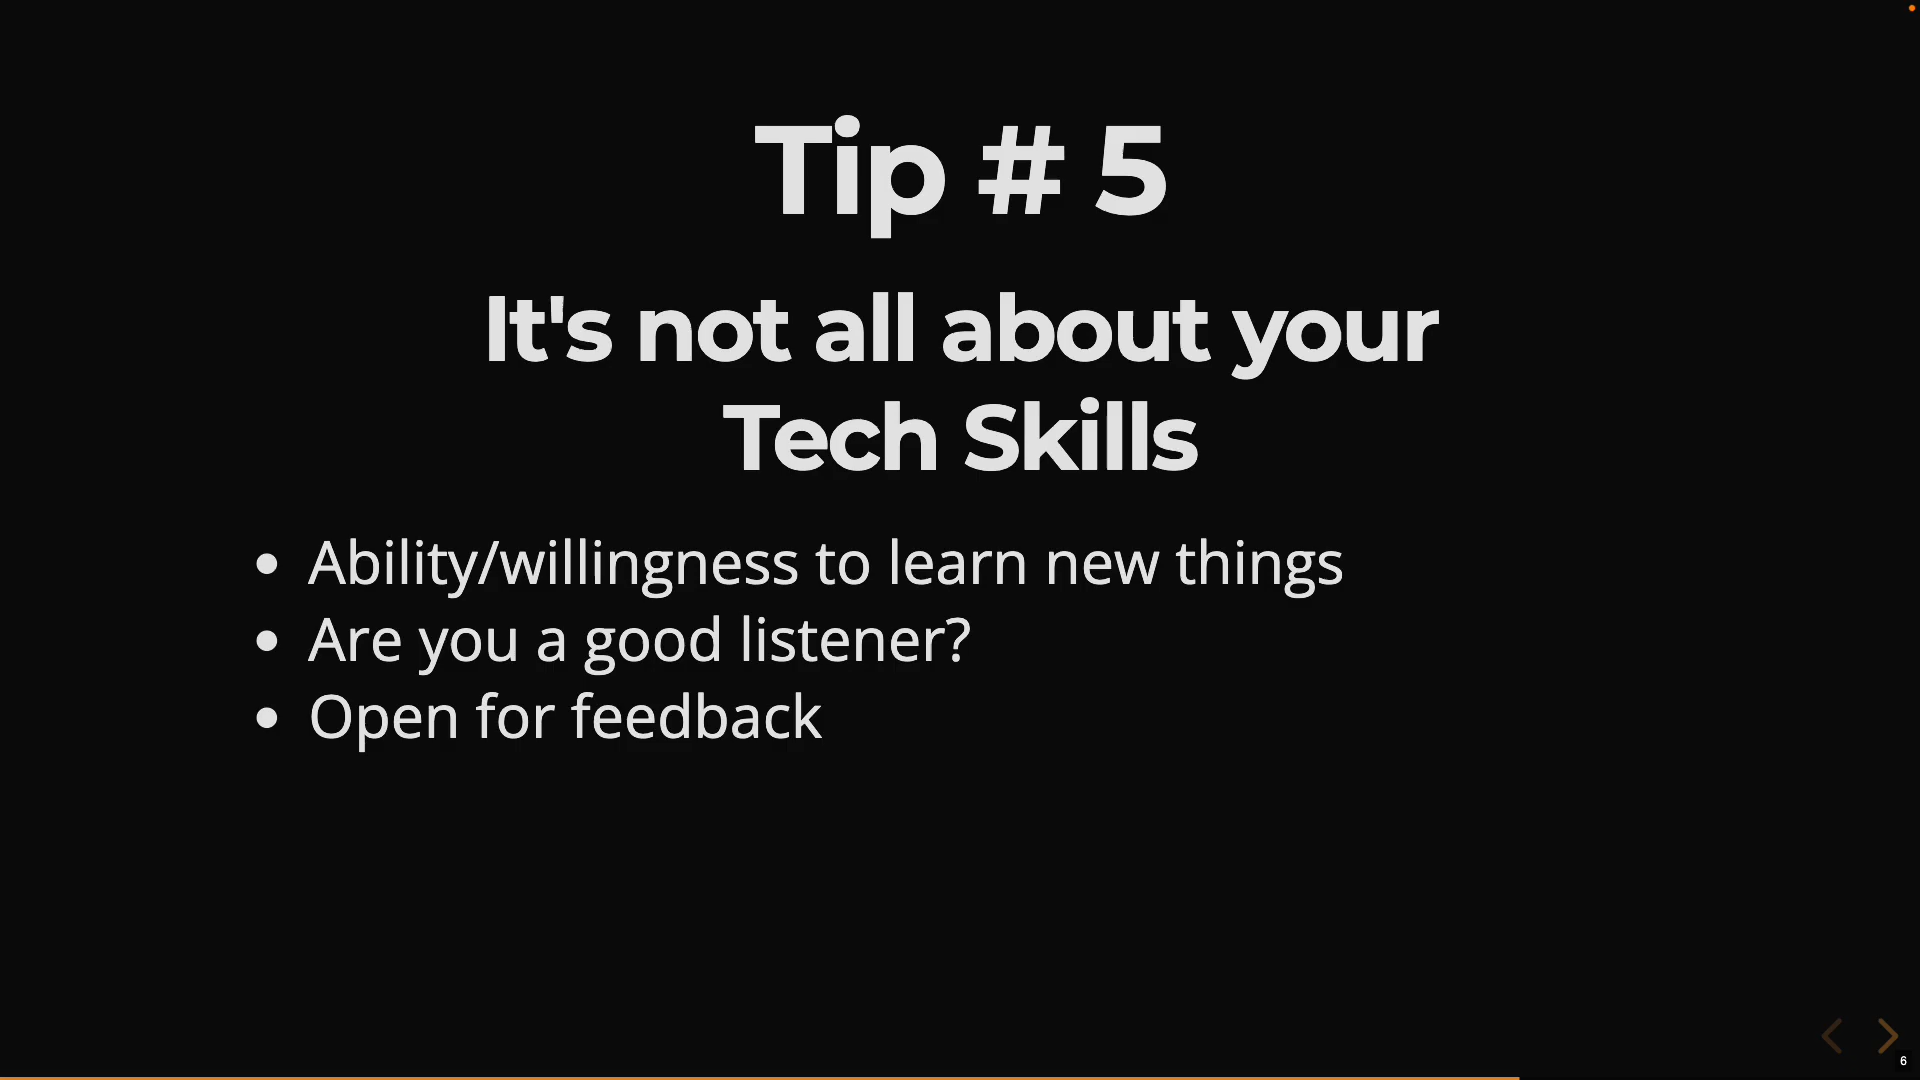 Tip # 5
It's not all about your
Tech Skills
Ability/willingness to learn new things
Are you a good listener?
Open for feedback
6